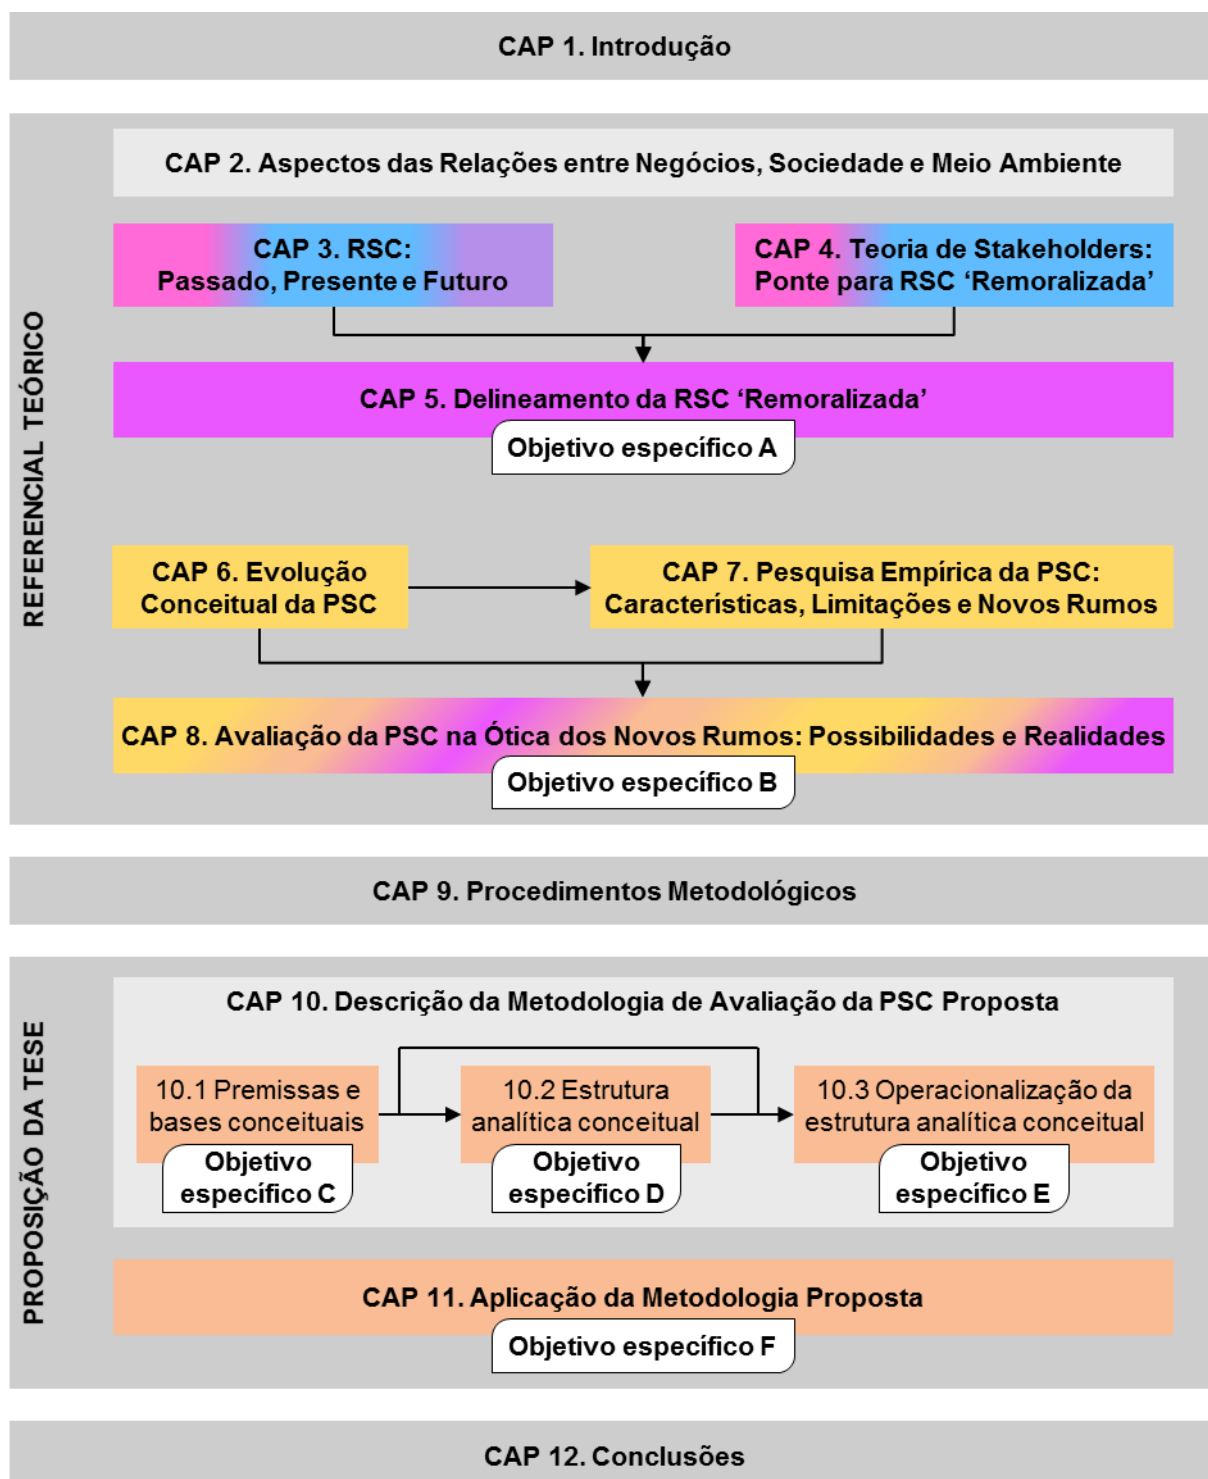 CAP 1. Introdução
REFERENCIAL TEÓRICO
CAP 2. Aspectos das Relações entre Negócios, Sociedade e Meio Ambiente
CAP 3. RSC:
Passado, Presente e Futuro
CAP 4. Teoria de Stakeholders:
Ponte para RSC ‘Remoralizada’
CAP 5. Delineamento da RSC ‘Remoralizada’
Objetivo específico A
CAP 6. Evolução
Conceitual da PSC
CAP 7. Pesquisa Empírica da PSC:
Características, Limitações e Novos Rumos
CAP 8. Avaliação da PSC na Ótica dos Novos Rumos: Possibilidades e Realidades
Objetivo específico B
CAP 9. Procedimentos Metodológicos
PROPOSIÇÃO DA TESE
CAP 10. Descrição da Metodologia de Avaliação da PSC Proposta
10.1 Premissas e
bases conceituais
Objetivo
específico C
10.2 Estrutura
analítica conceitual
Objetivo
específico D
10.3 Operacionalização da
estrutura analítica conceitual
Objetivo
específico E
CAP 11. Aplicação da Metodologia Proposta
Objetivo específico F
CAP 12. Conclusões